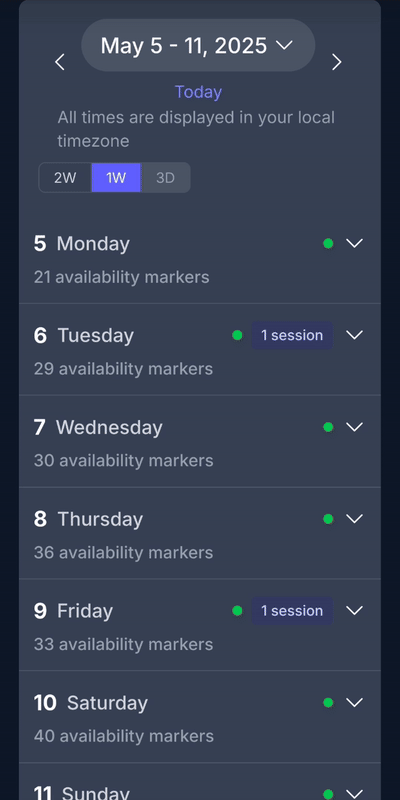 May 5 - 11, 2025
Today
All times are displayed in your local
timezone
2W 1W 3D
5 Monday
21 availability markers
6 Tuesday 1 session
29 availability markers
7 Wednesday
30 availability markers
8 Thursday
36 availability markers
9 Friday 1 session
33 availability markers
10 Saturday
40 availability markers
11 Sunday